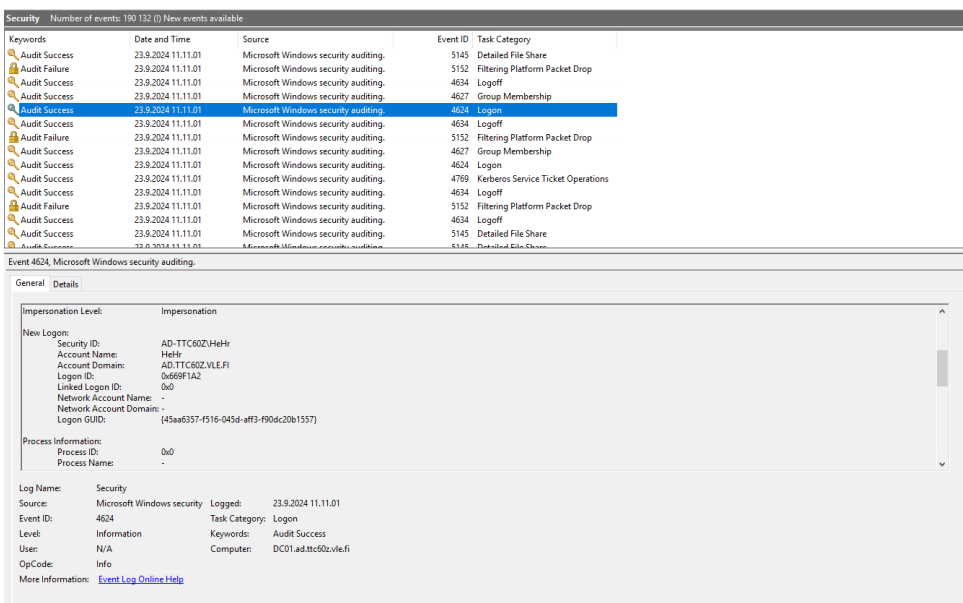 Security Number of events: 190 132 (!) New events available
Keywords Date and Time Source Event ID Task Category
Audit Success 23.9.2024 11.11.01 Microsoft Windows security auditing. 5145 Detailed File Share
Audit Failure 23.9.2024 11.11.01 Microsoft Windows security auditing. 5152 Filtering Platform Packet Drop
Audit Success 23.9.2024 11.11.01 Microsoft Windows security auditing. 4634 Logoff
Audit Success 23.9.2024 11.11.01 Microsoft Windows security auditing. 4627 Group Membership
Audit Success 23.9.2024 11.11.01 Microsoft Windows security auditing. 4624 Logon
Audit Success 23.9.2024 11.11.01 Microsoft Windows security auditing. 4634 Logoff
Audit Failure 23.9.2024 11.11.01 Microsoft Windows security auditing. 5152 Filtering Platform Packet Drop
Audit Success 23.9.2024 11.11.01 Microsoft Windows security auditing. 4627 Group Membership
Audit Success 23.9.2024 11.11.01 Microsoft Windows security auditing. 4624 Logon
Audit Success 23.9.2024 11.11.01 Microsoft Windows security auditing. 4769 Kerberos Service Ticket Operations
Audit Success 23.9.2024 11.11.01 Microsoft Windows security auditing. 4634 Logoff
Audit Failure 23.9.2024 11.11.01 Microsoft Windows security auditing. 5152 Filtering Platform Packet Drop
Audit Success 23.9.2024 11.11.01 Microsoft Windows security auditing. 4634 Logoff
Audit Success 23.9.2024 11.11.01 Microsoft Windows security auditing. 5145 Detailed File Share
Audit Success 23.9.2024 11.11.01 Microsoft Windows security auditing. 5145 Detailed File Share
Event 4624, Microsoft Windows security auditing.
General Details
Impersonation Level: Impersonation
New Logon:
Security ID: AD-TTC60Z\HeHr
Account Name: HeHr
Account Domain: AD.TTC60Z.VLE.FI
Logon ID: 0x669F1A2
Linked Logon ID: 0x0
Network Account Name: -
Network Account Domain: -
Logon GUID: {45aa6357-f516-045d-aff3-f90dc20b1557}
Process Information:
Process ID: 0x0
Process Name: -
Log Name: Security
Source: Microsoft Windows security Logged: 23.9.2024 11.11.01
Event ID: 4624 Task Category: Logon
Level: Information Keywords: Audit Success
User: N/A Computer: DC01.ad.ttc60z.vle.fi
OpCode: Info
More Information: Event Log Online Help